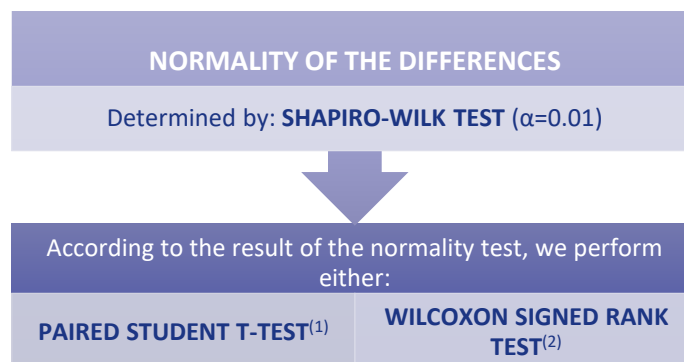 NORMALITY OF THE DIFFERENCES
Determined by: SHAPIRO-WILK TEST (α=0.01)
According to the result of the normality test, we perform
either:
PAIRED STUDENT T-TEST(1)
WILCOXON SIGNED RANK
TEST(2)